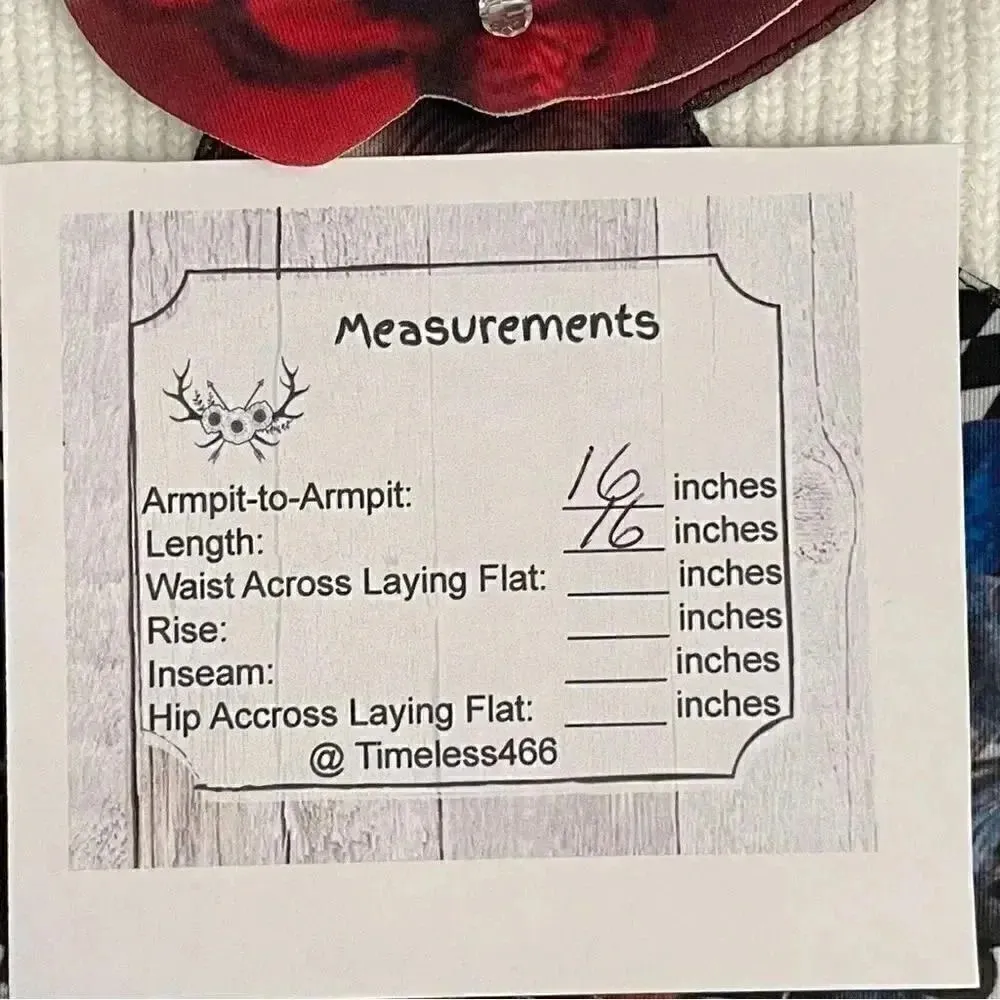 Measurements
Armpit-to-Armpit: 16 inches
Length: inches
Waist Across Laying Flat: inches
Rise: inches
Inseam: inches
Hip Accross Laying Flat: inches
@ Timeless466